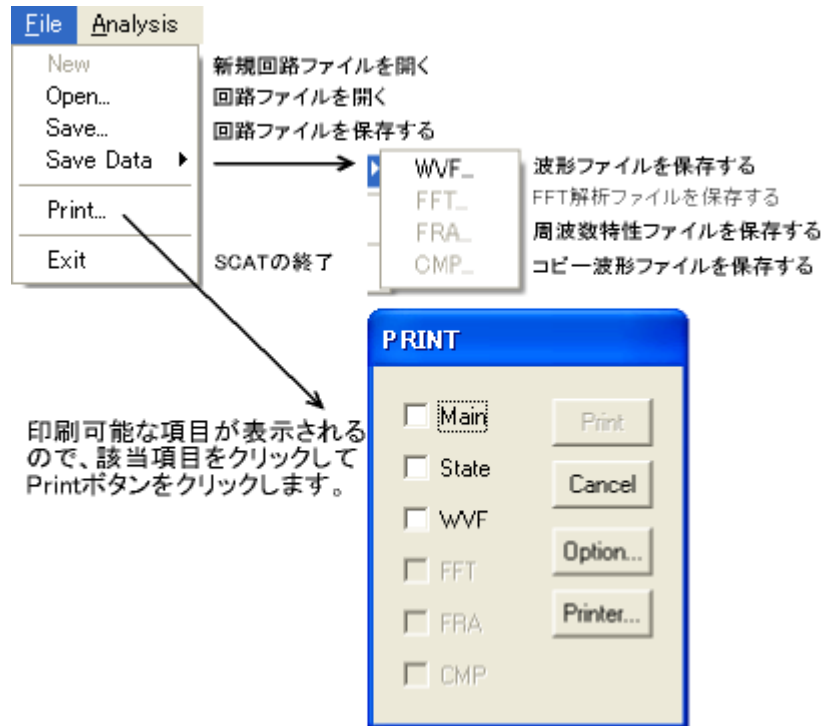 File Analysis
New 新規回路ファイルを開く
Open... 回路ファイルを開く
Save... 回路ファイルを保存する
Save Data
WVF... 波形ファイルを保存する
FFT... FFT解析ファイルを保存する
FRA... 周波数特性ファイルを保存する
CMP... コピー波形ファイルを保存する
Print...
Exit SCATの終了
印刷可能な項目が表示される
ので、該当項目をクリックして
Printボタンをクリックします。
PRINT
Main Print
State Cancel
WVF
FFT Option...
FRA Printer...
CMP